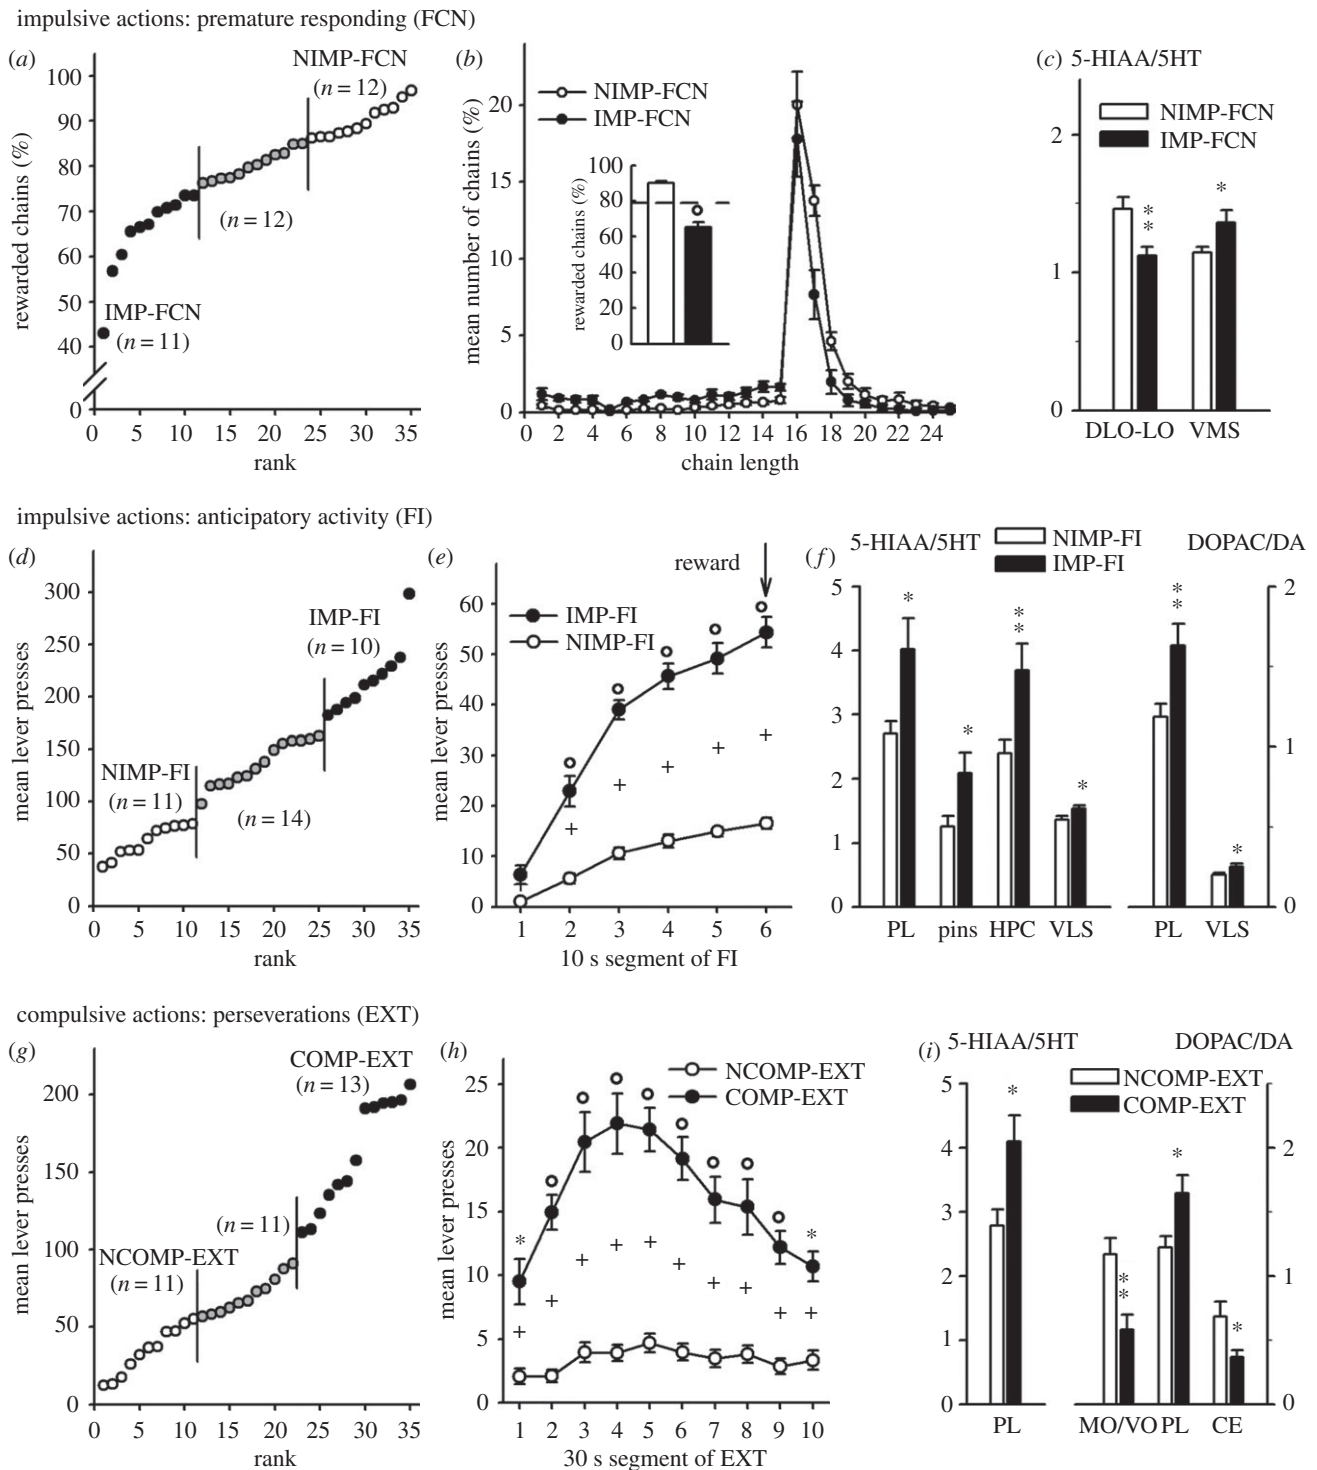 impulsive actions: premature responding (FCN)
(a)
NIMP-FCN
(n = 12)
(n = 12)
IMP-FCN
(n = 11)
rewarded chains (%)
100
90
80
70
60
50
40
0
0 5 10 15 20 25 30 35
rank
(b)
NIMP-FCN
IMP-FCN
mean number of chains (%)
20
15
10
5
0
rewarded chains (%)
100
80
60
40
20
0
0 2 4 6 8 10 12 14 16 18 20 22 24
chain length
(c) 5-HIAA/5HT
NIMP-FCN
IMP-FCN
2
1
0
* *
*
DLO-LO VMS
impulsive actions: anticipatory activity (FI)
(d)
IMP-FI
(n = 10)
NIMP-FI
(n = 11)
(n = 14)
mean lever presses
300
250
200
150
100
50
0
0 5 10 15 20 25 30 35
rank
(e)
reward
IMP-FI
NIMP-FI
mean lever presses
60
50
40
30
20
10
0
+ + + + + +
1 2 3 4 5 6
10 s segment of FI
(f) 5-HIAA/5HT
NIMP-FI
IMP-FI
DOPAC/DA
5
4
3
2
1
0
* * * * *
PL pins HPC VLS
2
1
0
* * *
PL VLS
compulsive actions: perseverations (EXT)
(g)
COMP-EXT
(n = 13)
(n = 11)
NCOMP-EXT
(n = 11)
mean lever presses
200
150
100
50
0
0 5 10 15 20 25 30 35
rank
(h)
NCOMP-EXT
COMP-EXT
mean lever presses
25
20
15
10
5
0
* *
+ + + + + + + + + +
1 2 3 4 5 6 7 8 9 10
30 s segment of EXT
(i) 5-HIAA/5HT
DOPAC/DA
NCOMP-EXT
COMP-EXT
5
4
3
2
1
0
*
PL
2
1
0
* * * *
MO/VO PL CE